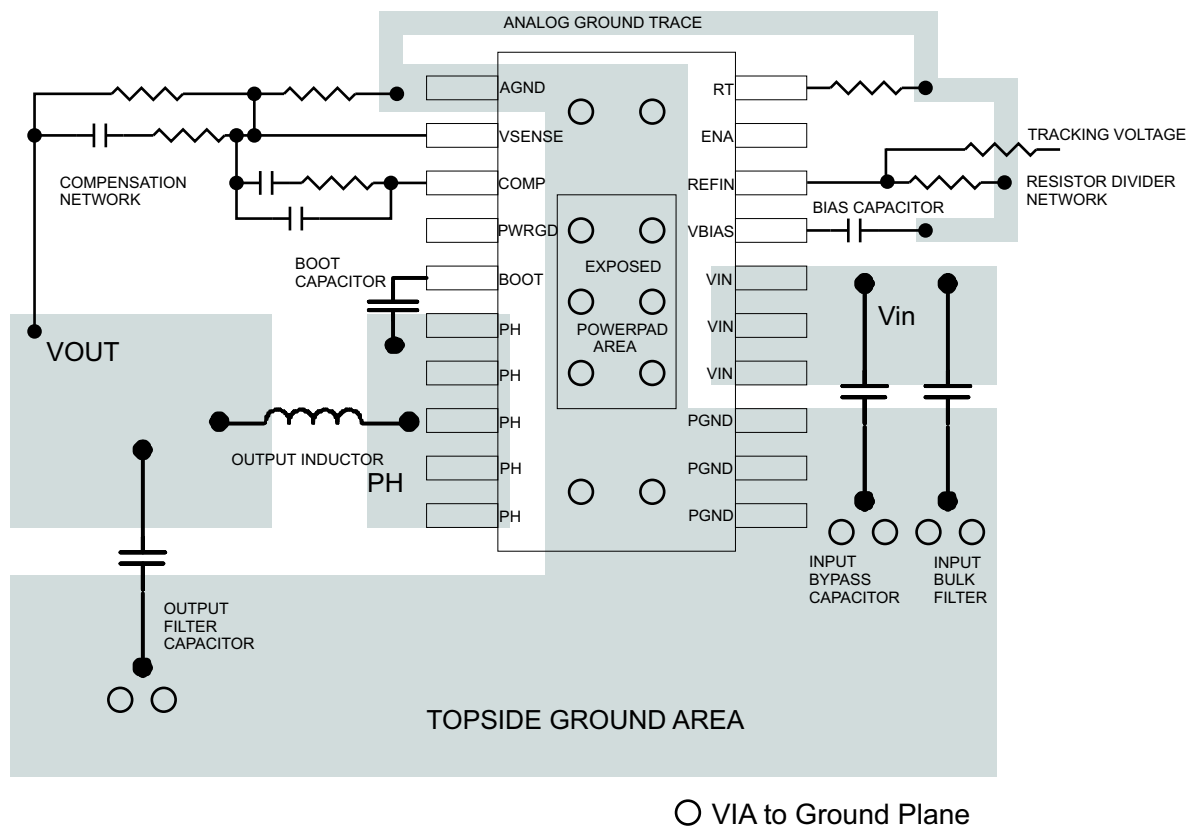 ANALOG GROUND TRACE
AGND
RT
VSENSE
ENA
TRACKING VOLTAGE
COMPENSATION
NETWORK
COMP
REFIN
RESISTOR DIVIDER
NETWORK
BIAS CAPACITOR
PWRGD
VBIAS
BOOT
CAPACITOR
BOOT
EXPOSED
POWERPAD
AREA
VIN
Vin
PH
VIN
VOUT
PH
VIN
PH
PGND
OUTPUT INDUCTOR
PH
PH
PGND
PH
PGND
INPUT
BYPASS
CAPACITOR
INPUT
BULK
FILTER
OUTPUT
FILTER
CAPACITOR
TOPSIDE GROUND AREA
VIA to Ground Plane